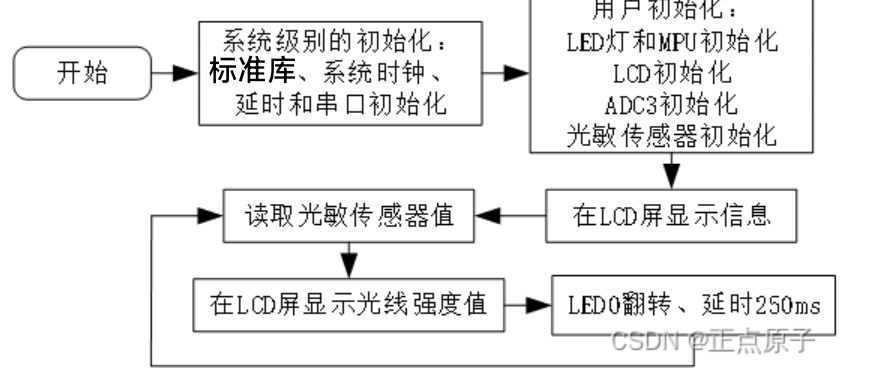 开始
系统级别的初始化：
标准库、系统时钟、
延时和串口初始化
用户初始化：
LED灯和MPU初始化
LCD初始化
ADC3初始化
光敏传感器初始化
在LCD屏显示信息
读取光敏传感器值
在LCD屏显示光线强度值
LED0翻转、延时250ms
CSDN @正点原子